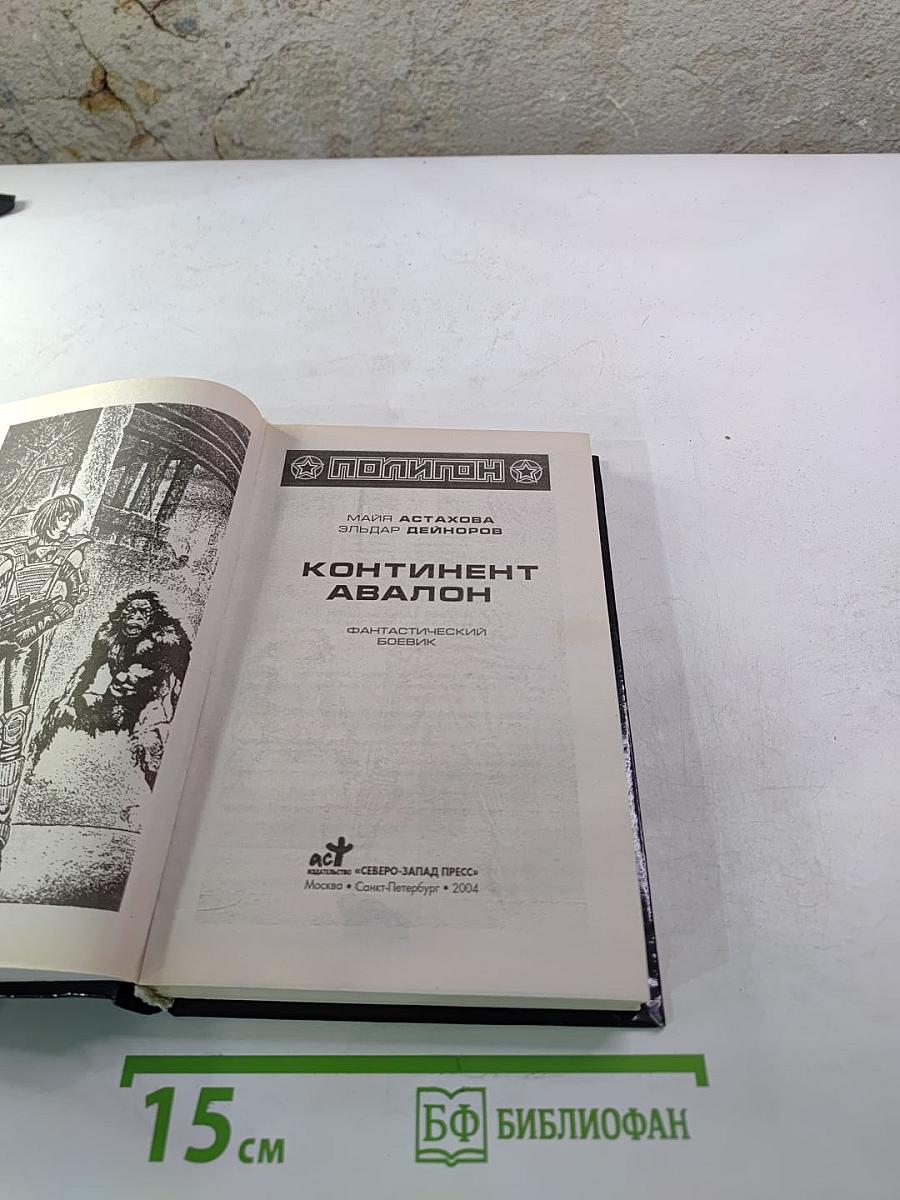 ПОЛИГОН
МАЙЯ АСТАХОВА
ЭЛЬДАР ДЕЙНОРОВ
КОНТИНЕНТ
АВАЛОН
ФАНТАСТИЧЕСКИЙ
БОЕВИК
аст
ИЗДАТЕЛЬСТВО «СЕВЕРО-ЗАПАД ПРЕСС»
Москва • Санкт-Петербург • 2004
15 см
БФ БИБЛИОФАН